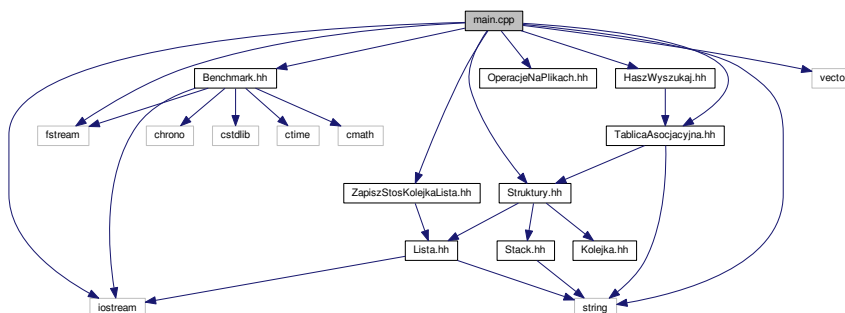 main.cpp
Benchmark.hh
OperacjeNaPlikach.hh
HaszWyszukaj.hh
vecto
fstream
chrono
cstdlib
ctime
cmath
TablicaAsocjacyjna.hh
ZapiszStosKolejkaLista.hh
Struktury.hh
Lista.hh
Stack.hh
Kolejka.hh
iostream
string